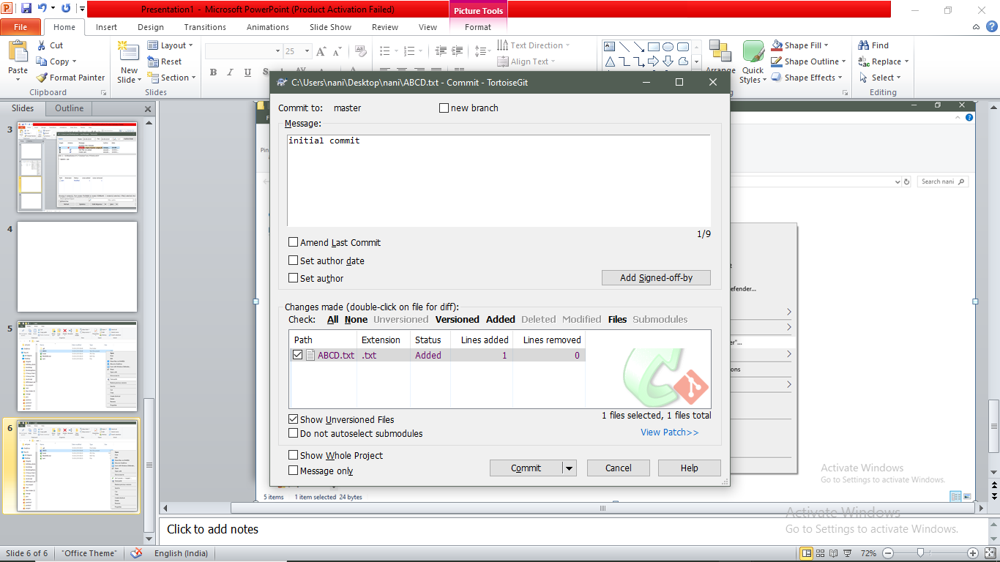 Presentation1 - Microsoft PowerPoint (Product Activation Failed)
Picture Tools
File Home Insert Design Transitions Animations Slide Show Review View Format
Paste
Cut
Copy
Format Painter
Clipboard
New Slide
Layout
Reset
Section
Slides
25
B I U S
Text Direction
Align Text
Arrange
Quick Styles
Shape Fill
Shape Outline
Shape Effects
Find
Replace
Select
Editing
Slides Outline
3
4
5
6
C:\Users\nani\Desktop\nani\ABCD.txt - Commit - TortoiseGit
Commit to: master
new branch
Message:
initial commit
1/9
Amend Last Commit
Set author date
Set author
Add Signed-off-by
Changes made (double-click on file for diff):
Check: All None Unversioned Versioned Added Deleted Modified Files Submodules
Path Extension Status Lines added Lines removed
ABCD.txt .txt Added 1 0
1 files selected, 1 files total
Show Unversioned Files
Do not autoselect submodules
View Patch>>
Show Whole Project
Message only
Commit Cancel Help
Search nani
efender...
er"...
ons
Activate Windows
Go to Settings to activate Windows.
5 items 1 item selected 24 bytes
Activate Windows
Go to Settings to activate Windows.
Click to add notes
Slide 6 of 6 "Office Theme" English (India) 72%